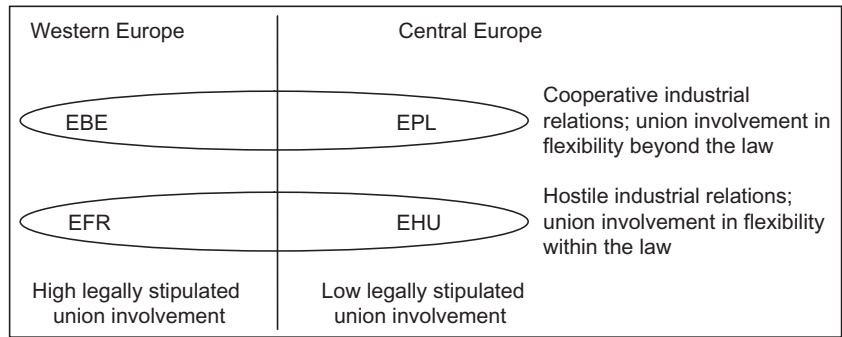 Western Europe
Central Europe
EBE
EPL
Cooperative industrial
relations; union involvement in
flexibility beyond the law
EFR
EHU
Hostile industrial relations;
union involvement in flexibility
within the law
High legally stipulated
union involvement
Low legally stipulated
union involvement